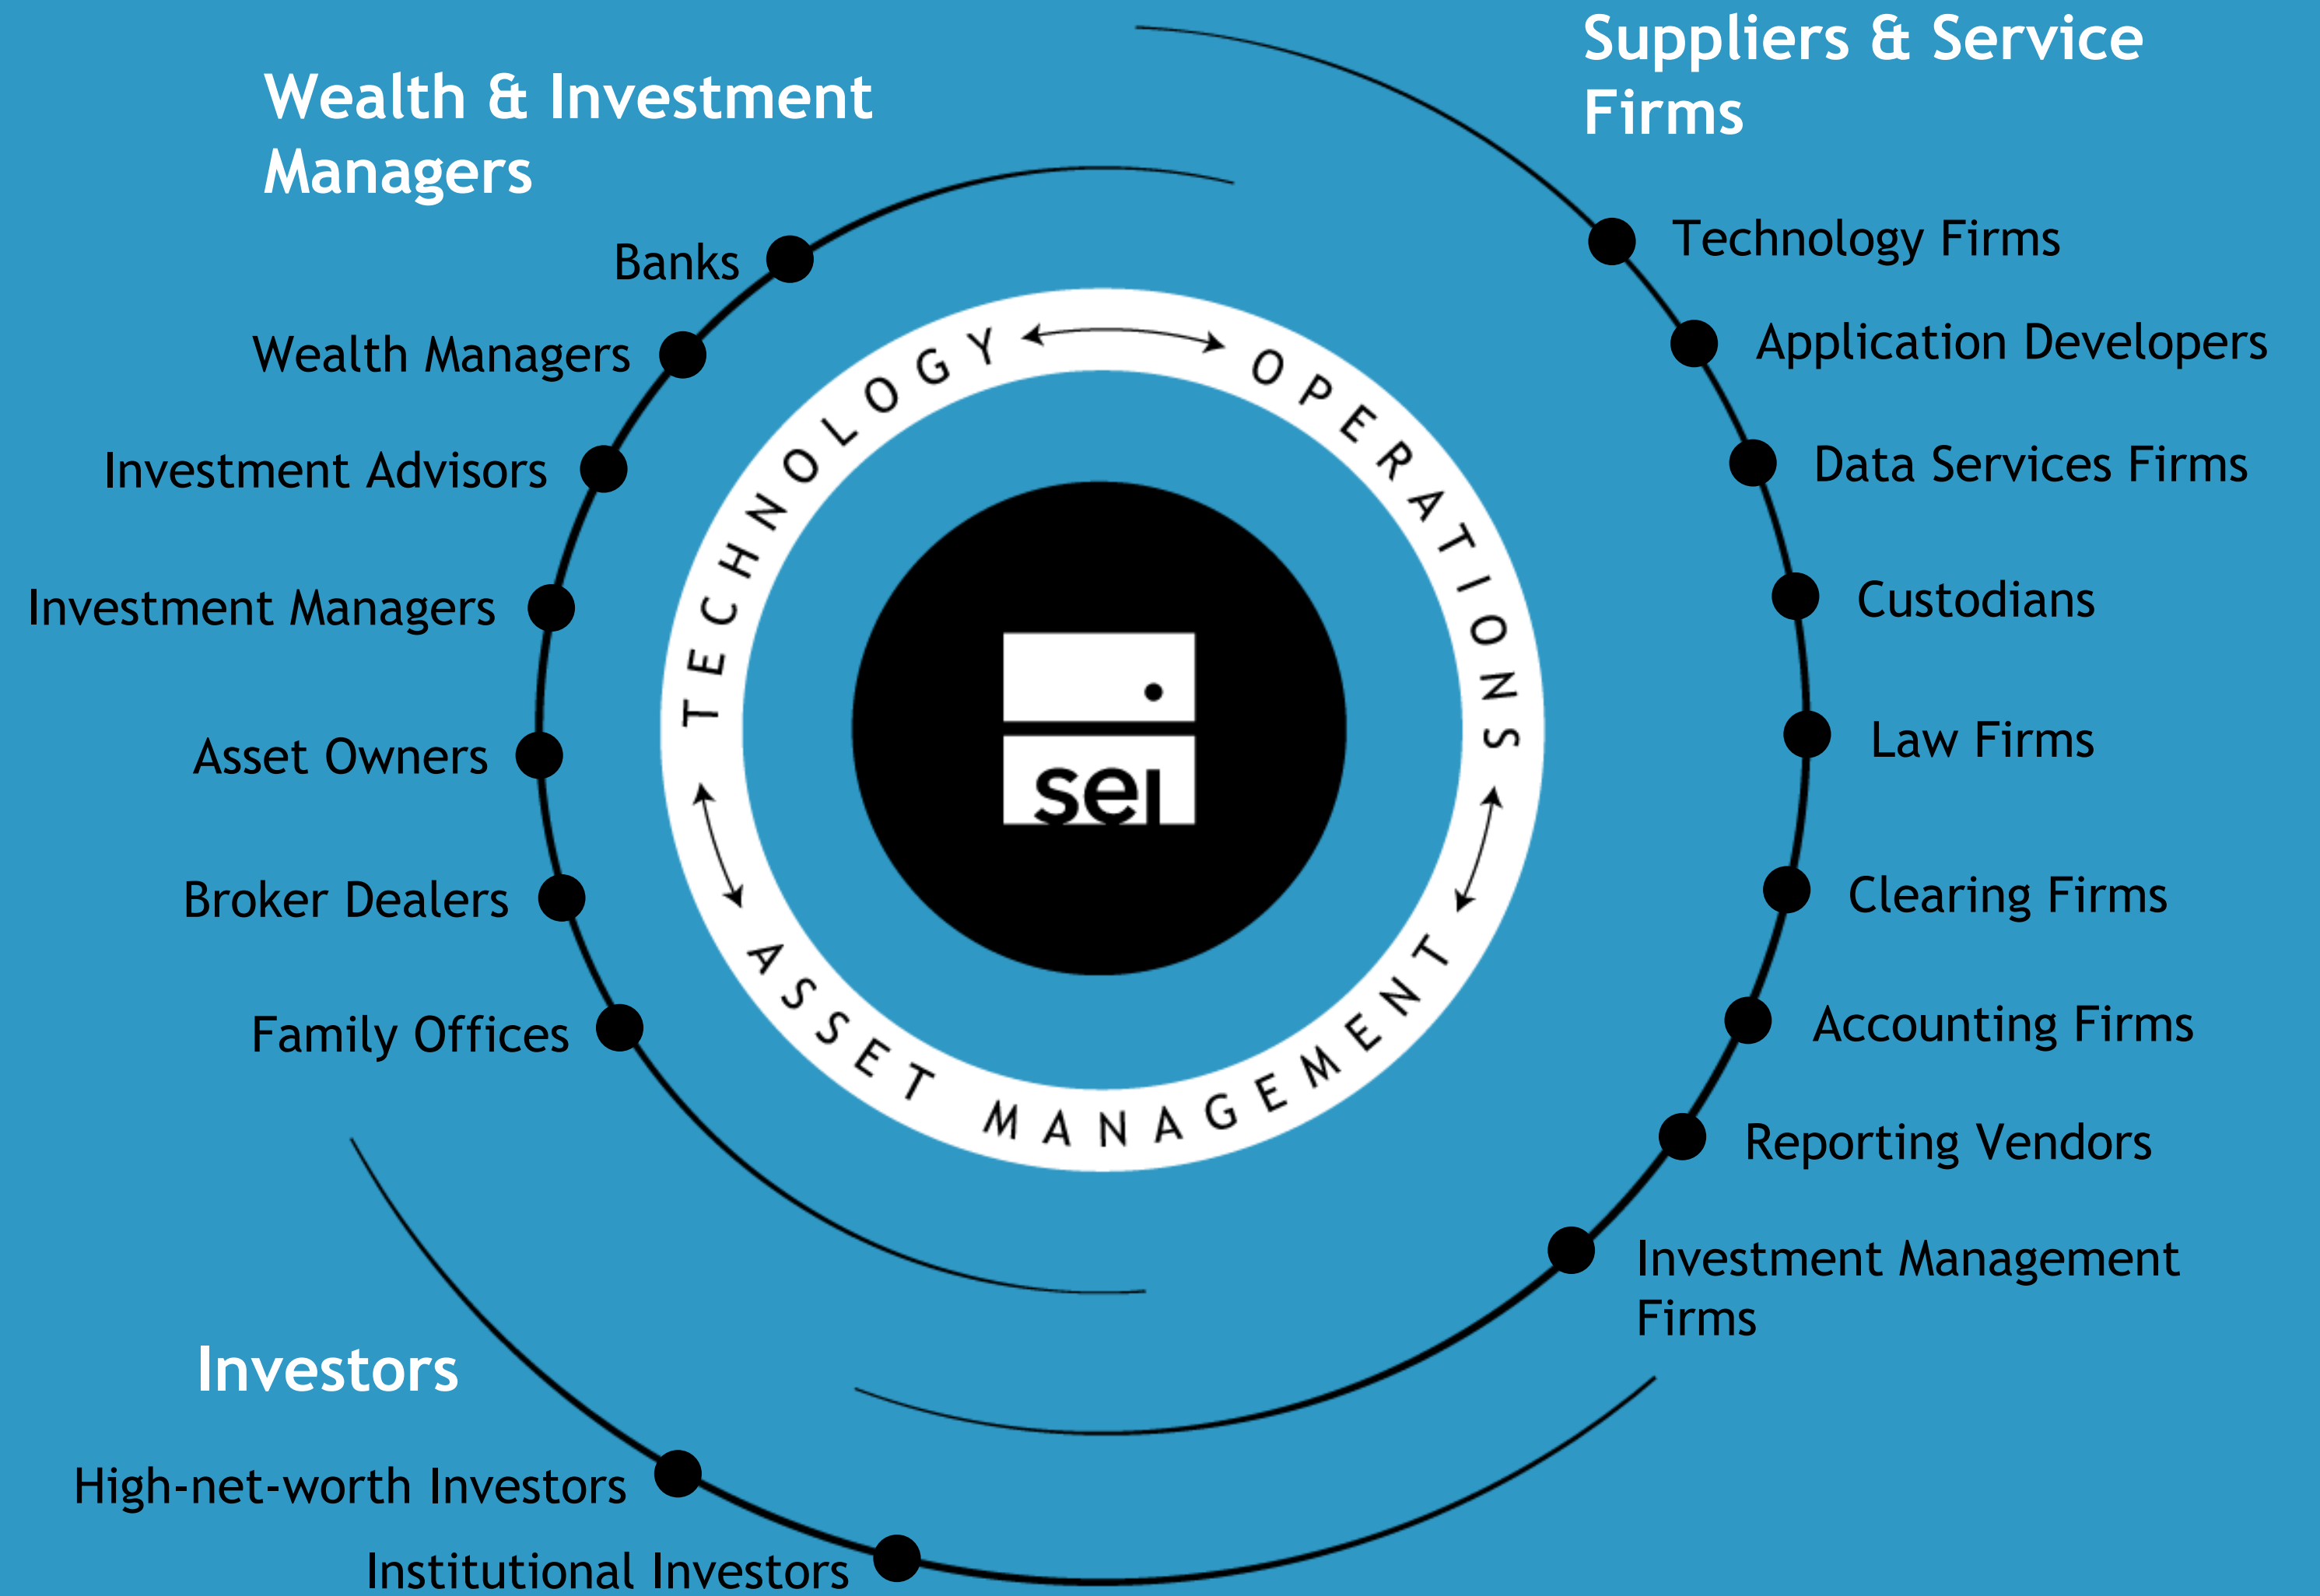 Wealth & Investment
Managers
Banks
Wealth Managers
Investment Advisors
Investment Managers
Asset Owners
Broker Dealers
Family Offices
Investors
High-net-worth Investors
Institutional Investors
TECHNOLOGY
OPERATIONS
ASSET MANAGEMENT
sei
Suppliers & Service
Firms
Technology Firms
Application Developers
Data Services Firms
Custodians
Law Firms
Clearing Firms
Accounting Firms
Reporting Vendors
Investment Management
Firms